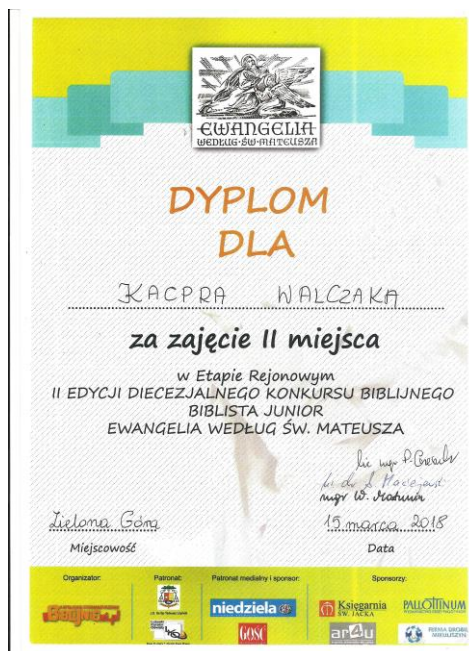 EWANGELIA
WEDŁUG·ŚW·MATEUSZA
DYPLOM
DLA
KACPRA WALCZAKA
za zajęcie II miejsca
w Etapie Rejonowym
II EDYCJI DIECEZJALNEGO KONKURSU BIBLIJNEGO
BIBLISTA JUNIOR
EWANGELIA WEDŁUG ŚW. MATEUSZA
mgr W.
Zielona Góra 15 marca 2018
Miejscowość Data
Organizator: Patronat: Patronat medialny i sponsor: Sponsorzy:
niedziela Księgarnia PALLOTTINUM
ŚW. JACKA
GOŚĆ